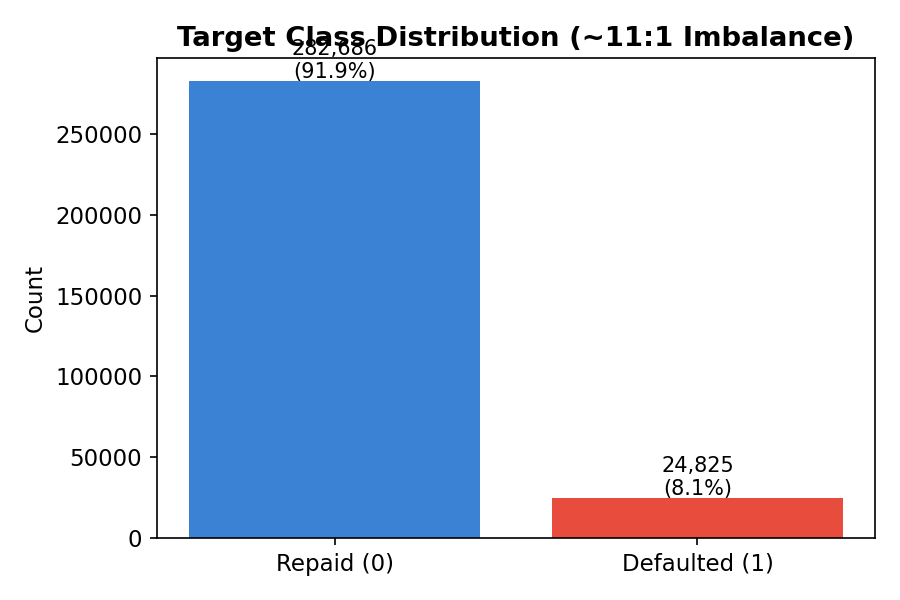 Target Class Distribution (~11:1 Imbalance)
282,686
(91.9%)
250000
200000
150000
100000
50000
0
Count
24,825
(8.1%)
Repaid (0)
Defaulted (1)